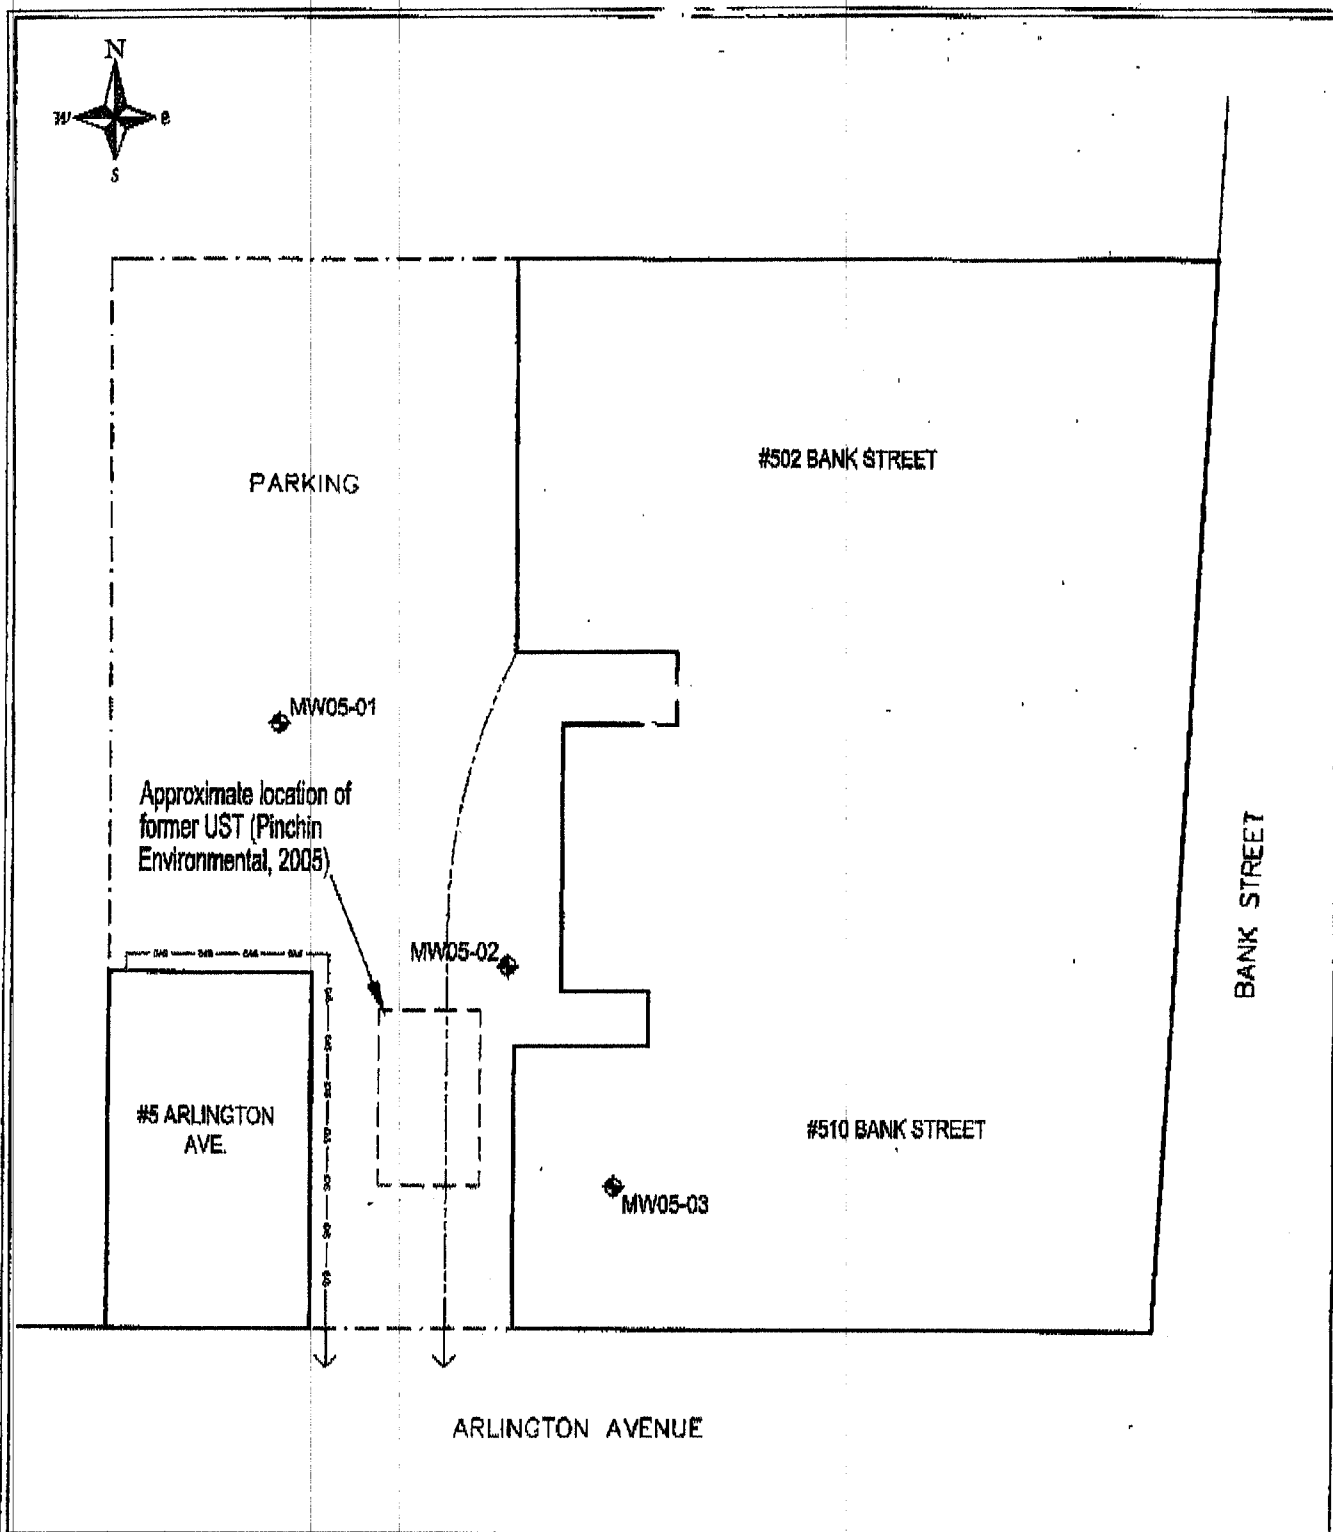 N
w e
s
#502 BANK STREET
PARKING
MW05-01
Approximate location of
former UST (Pinchin
Environmental, 2005)
BANK STREET
MW05-02
#5 ARLINGTON
AVE.
#510 BANK STREET
MW05-03
ARLINGTON AVENUE